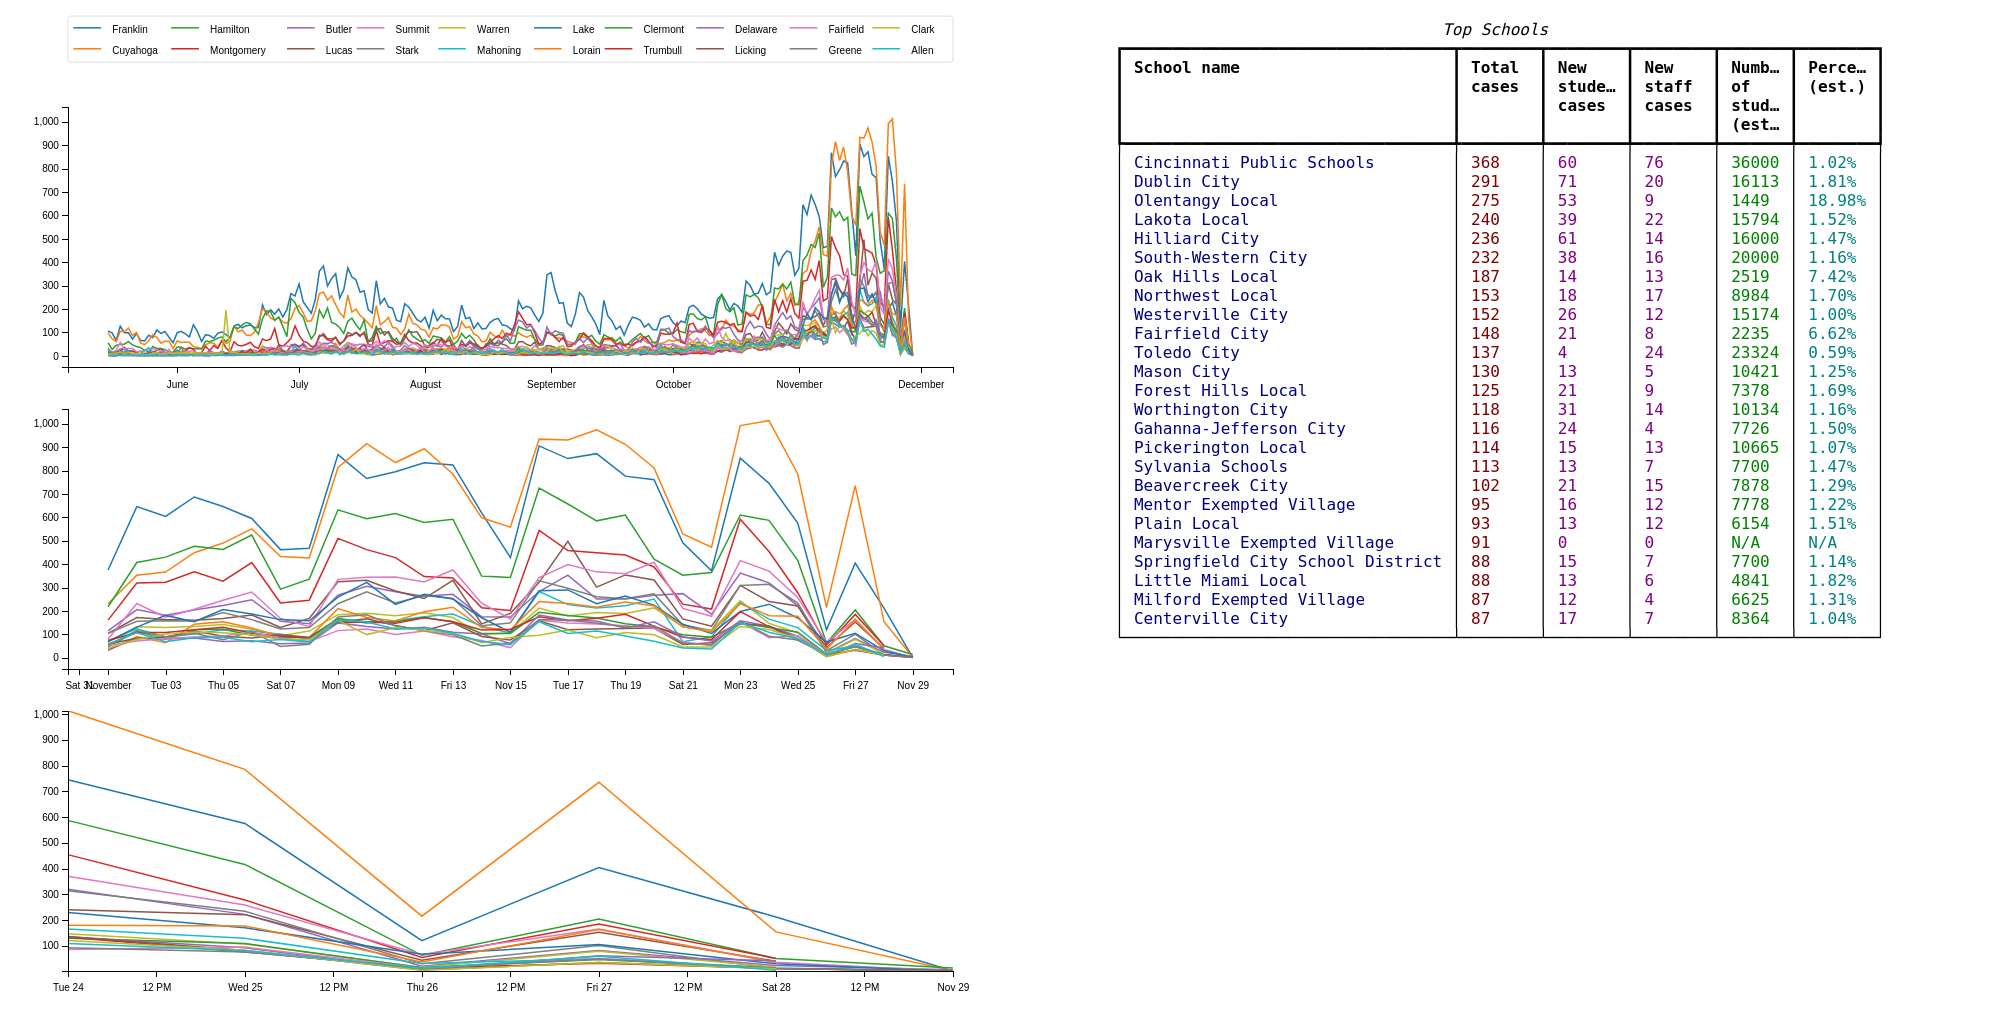 Franklin Hamilton Butler Summit Warren Lake Clermont Delaware Fairfield Clark
Cuyahoga Montgomery Lucas Stark Mahoning Lorain Trumbull Licking Greene Allen
1,000
900
800
700
600
500
400
300
200
100
0
June July August September October November December
1,000
900
800
700
600
500
400
300
200
100
0
Sat 31 November Tue 03 Thu 05 Sat 07 Mon 09 Wed 11 Fri 13 Nov 15 Tue 17 Thu 19 Sat 21 Mon 23 Wed 25 Fri 27 Nov 29
1,000
900
800
700
600
500
400
300
200
100
Tue 24 12 PM Wed 25 12 PM Thu 26 12 PM Fri 27 12 PM Sat 28 12 PM Nov 29
Top Schools
School name Total New New Numb… Perce…
cases stude… staff of (est.)
cases cases stud…
(est…
Cincinnati Public Schools 368 60 76 36000 1.02%
Dublin City 291 71 20 16113 1.81%
Olentangy Local 275 53 9 1449 18.98%
Lakota Local 240 39 22 15794 1.52%
Hilliard City 236 61 14 16000 1.47%
South-Western City 232 38 16 20000 1.16%
Oak Hills Local 187 14 13 2519 7.42%
Northwest Local 153 18 17 8984 1.70%
Westerville City 152 26 12 15174 1.00%
Fairfield City 148 21 8 2235 6.62%
Toledo City 137 4 24 23324 0.59%
Mason City 130 13 5 10421 1.25%
Forest Hills Local 125 21 9 7378 1.69%
Worthington City 118 31 14 10134 1.16%
Gahanna-Jefferson City 116 24 4 7726 1.50%
Pickerington Local 114 15 13 10665 1.07%
Sylvania Schools 113 13 7 7700 1.47%
Beavercreek City 102 21 15 7878 1.29%
Mentor Exempted Village 95 16 12 7778 1.22%
Plain Local 93 13 12 6154 1.51%
Marysville Exempted Village 91 0 0 N/A N/A
Springfield City School District 88 15 7 7700 1.14%
Little Miami Local 88 13 6 4841 1.82%
Milford Exempted Village 87 12 4 6625 1.31%
Centerville City 87 17 7 8364 1.04%